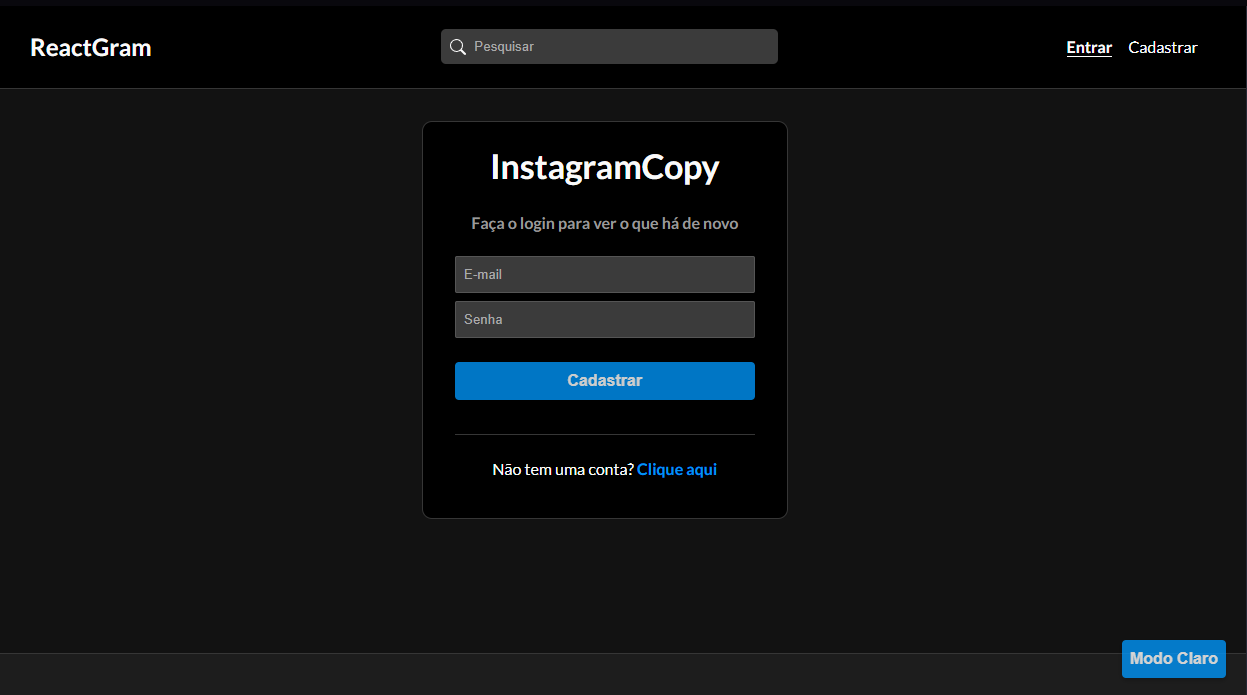 ReactGram
Pesquisar
Entrar
Cadastrar
InstagramCopy
Faça o login para ver o que há de novo
E-mail
Senha
Cadastrar
Não tem uma conta? Clique aqui
Modo Claro